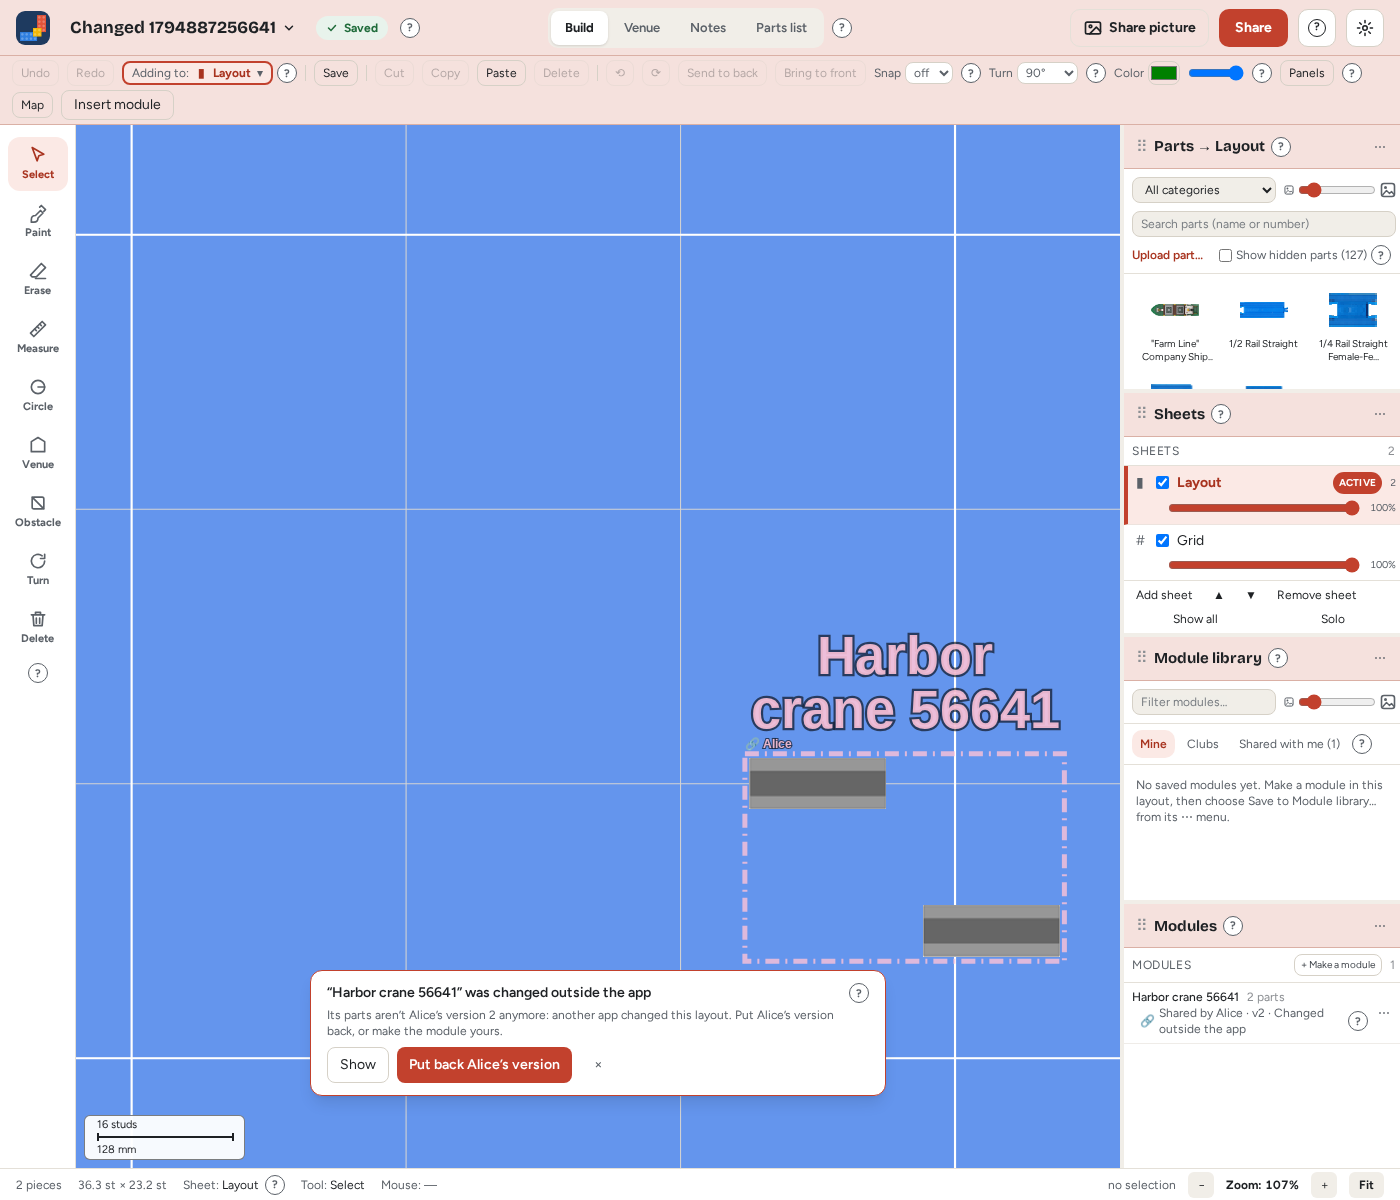 Changed 1794887256641
Saved
?
Build
Venue
Notes
Parts list
?
Share picture
Share
?
Undo
Redo
Adding to: Layout ▾
?
Save
Cut
Copy
Paste
Delete
Send to back
Bring to front
Snap off
?
Turn 90°
?
Color
?
Panels
?
Map
Insert module
Select
Paint
Erase
Measure
Circle
Venue
Obstacle
Turn
Delete
?
Harbor
crane 56641
🔗 Alice
“Harbor crane 56641” was changed outside the app
?
Its parts aren’t Alice’s version 2 anymore: another app changed this layout. Put Alice’s version
back, or make the module yours.
Show
Put back Alice’s version
×
16 studs
128 mm
Parts → Layout ?
⋯
All categories
Search parts (name or number)
Upload part…
Show hidden parts (127) ?
"Farm Line"
Company Ship…
1/2 Rail Straight
1/4 Rail Straight
Female-Fe…
Sheets ?
⋯
SHEETS 2
Layout ACTIVE 2
100%
# Grid
100%
Add sheet ▲ ▼ Remove sheet
Show all Solo
Module library ?
⋯
Filter modules…
Mine Clubs Shared with me (1) ?
No saved modules yet. Make a module in this
layout, then choose Save to Module library…
from its ⋯ menu.
Modules ?
⋯
MODULES + Make a module 1
Harbor crane 56641 2 parts
🔗 Shared by Alice · v2 · Changed
outside the app
?
⋯
2 pieces 36.3 st × 23.2 st Sheet: Layout ? Tool: Select Mouse: —
no selection − Zoom: 107% + Fit